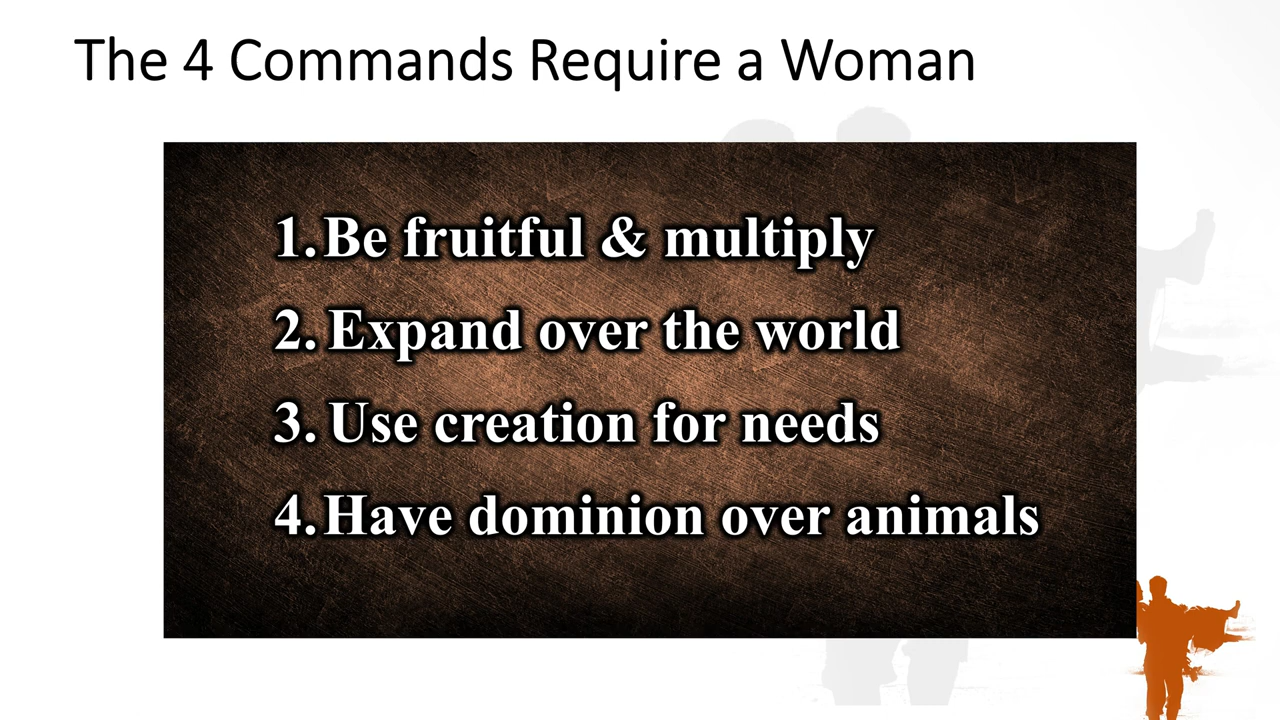 The 4 Commands Require a Woman
1. Be fruitful & multiply
2. Expand over the world
3. Use creation for needs
4. Have dominion over animals